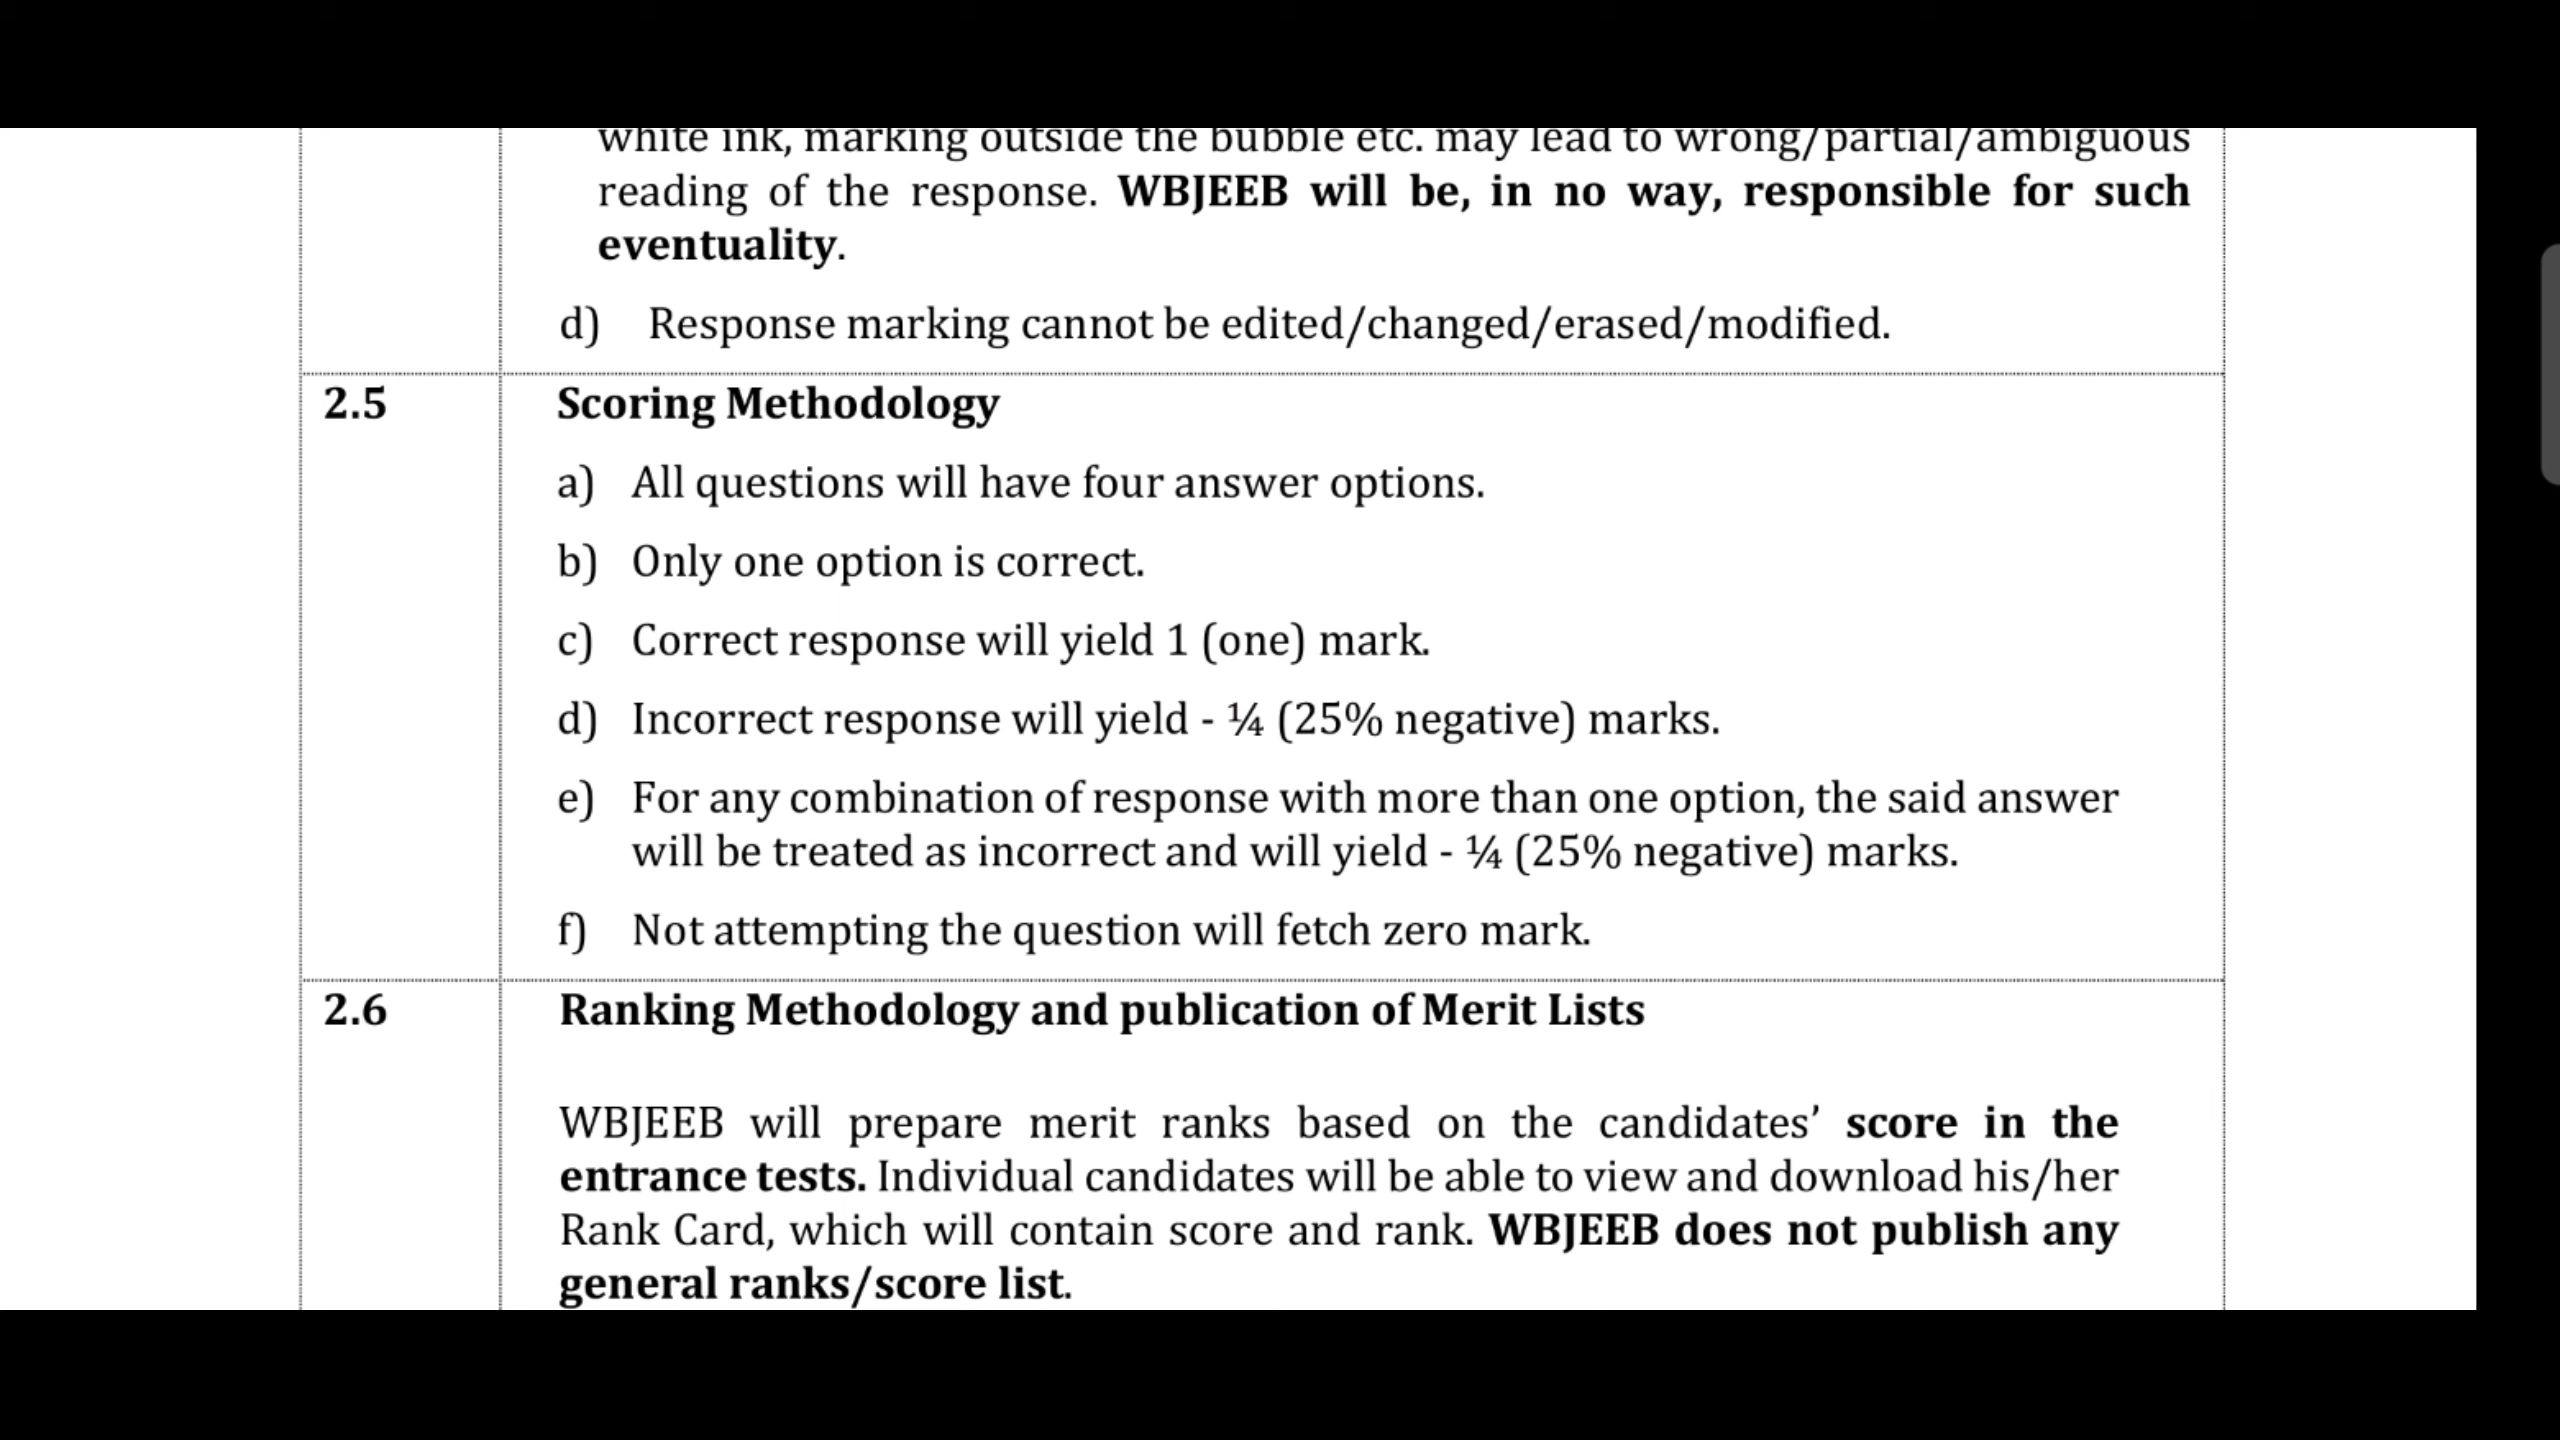 white ink, marking outside the bubble etc. may lead to wrong/partial/ambiguous
reading of the response. WBJEEB will be, in no way, responsible for such
eventuality.
d) Response marking cannot be edited/changed/erased/modified.
2.5 Scoring Methodology
a) All questions will have four answer options.
b) Only one option is correct.
c) Correct response will yield 1 (one) mark.
d) Incorrect response will yield - ¼ (25% negative) marks.
e) For any combination of response with more than one option, the said answer
will be treated as incorrect and will yield - ¼ (25% negative) marks.
f) Not attempting the question will fetch zero mark.
2.6 Ranking Methodology and publication of Merit Lists
WBJEEB will prepare merit ranks based on the candidates’ score in the
entrance tests. Individual candidates will be able to view and download his/her
Rank Card, which will contain score and rank. WBJEEB does not publish any
general ranks/score list.